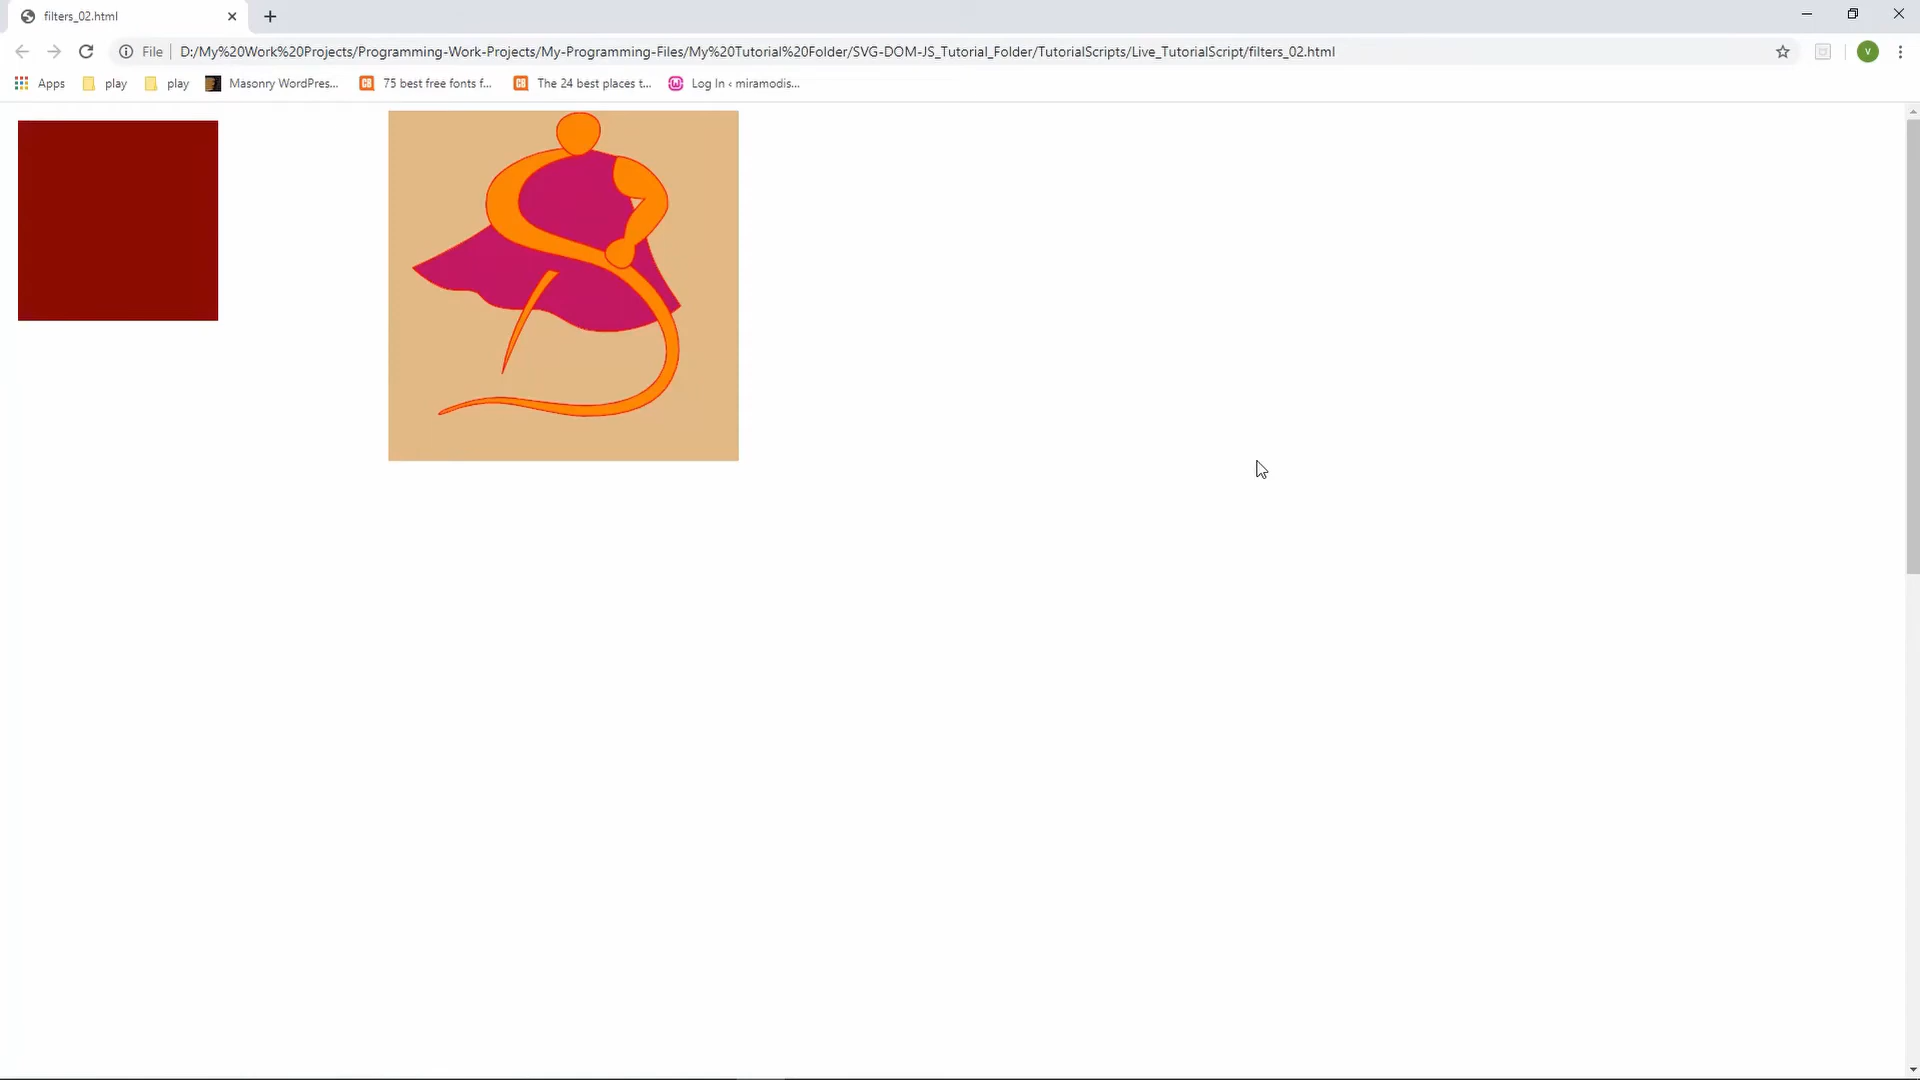 filters_02.html
File D:/My%20Work%20Projects/Programming-Work-Projects/My-Programming-Files/My%20Tutorial%20Folder/SVG-DOM-JS_Tutorial_Folder/TutorialScripts/Live_TutorialScript/filters_02.html V
Apps play play Masonry WordPres... CB 75 best free fonts f... CB The 24 best places t... Log In ‹ miramodis...